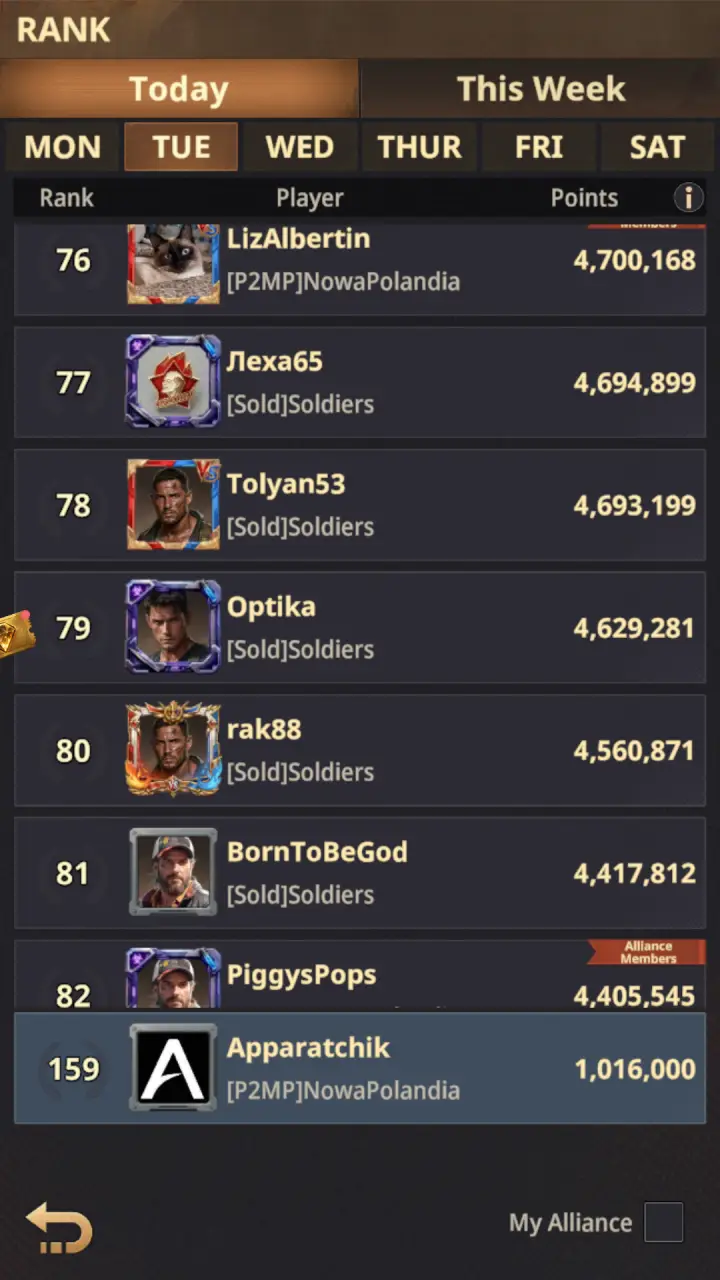 RANK
Today
This Week
MON
TUE
WED
THUR
FRI
SAT
Rank
Player
Points
Members
76
LizAlbertin
[P2MP]NowaPolandia
4,700,168
77
Лexa65
[Sold]Soldiers
4,694,899
78
Tolyan53
[Sold]Soldiers
4,693,199
79
Optika
[Sold]Soldiers
4,629,281
80
rak88
[Sold]Soldiers
4,560,871
81
BornToBeGod
[Sold]Soldiers
4,417,812
Alliance
Members
82
PiggysPops
4,405,545
159
Apparatchik
[P2MP]NowaPolandia
1,016,000
My Alliance